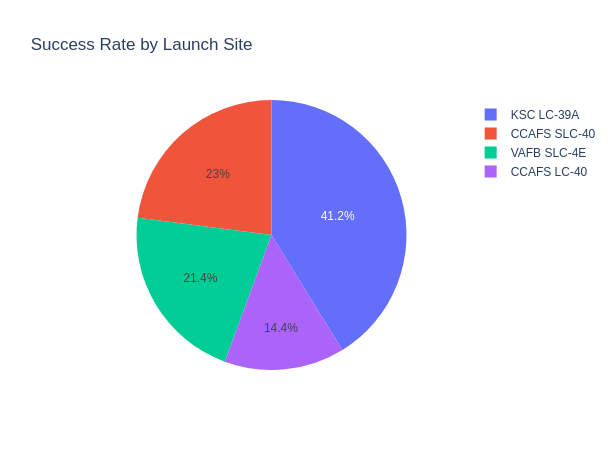 Success Rate by Launch Site
KSC LC-39A
CCAFS SLC-40
VAFB SLC-4E
CCAFS LC-40
23%
41.2%
21.4%
14.4%